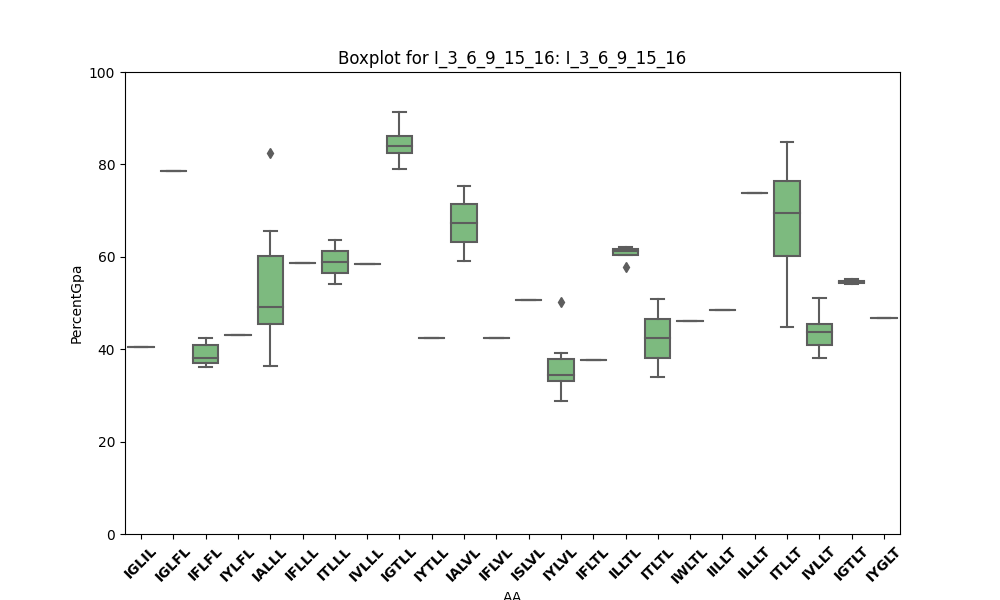 Boxplot for I_3_6_9_15_16: I_3_6_9_15_16
100
80
60
40
20
0
PercentGpa
IGLIL IGLFL IFLFL IYLFL IALLL IFLLL ITLLL IVLLL IGTLL IYTLL IALVL IFLVL ISLVL IYLVL IFLTL ILLTL ITLTL IWLTL IILLT ILLLT ITLLT IVLLT IGTLT IYGLT
AA